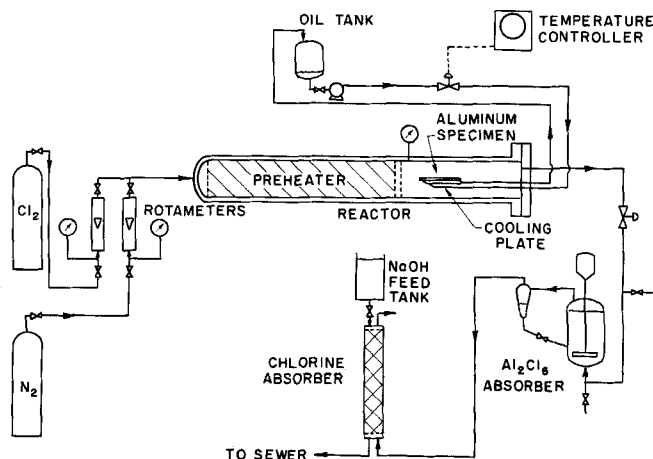 OIL TANK
TEMPERATURE
CONTROLLER
ALUMINUM
SPECIMEN
PREHEATER
Cl2
ROTAMETERS
REACTOR
COOLING
PLATE
NaOH
FEED
TANK
CHLORINE
ABSORBER
Al2Cl6
ABSORBER
N2
TO SEWER